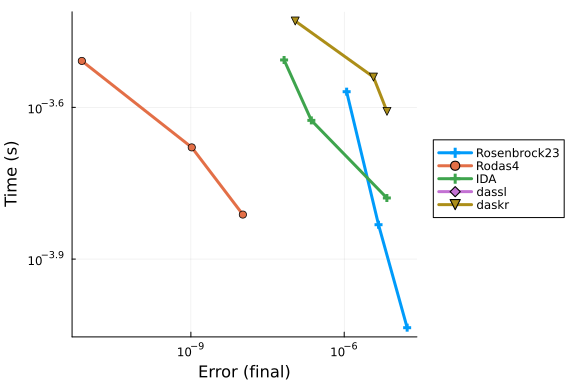 Time (s)
10^−3.6
10^−3.9
10^−9
10^−6
Error (final)
Rosenbrock23
Rodas4
IDA
dassl
daskr